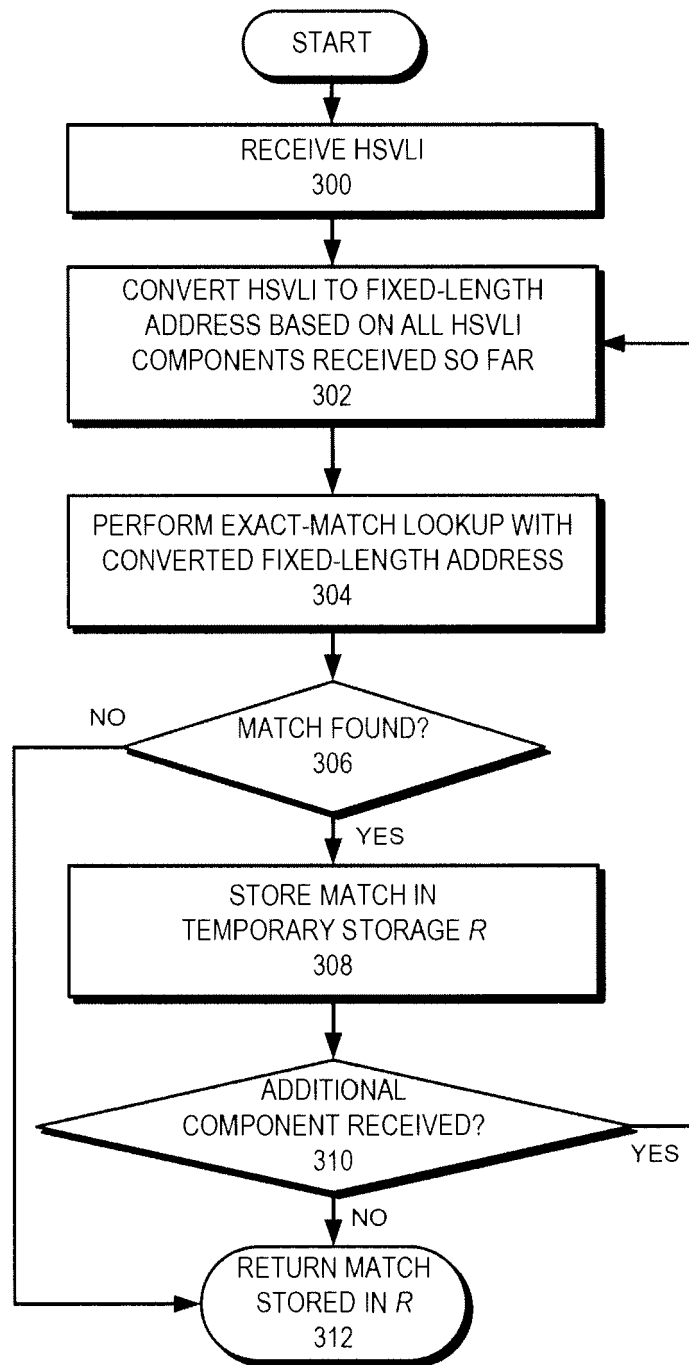 START
RECEIVE HSVLI
300
CONVERT HSVLI TO FIXED-LENGTH
ADDRESS BASED ON ALL HSVLI
COMPONENTS RECEIVED SO FAR
302
PERFORM EXACT-MATCH LOOKUP WITH
CONVERTED FIXED-LENGTH ADDRESS
304
NO
MATCH FOUND?
306
YES
STORE MATCH IN
TEMPORARY STORAGE R
308
ADDITIONAL
COMPONENT RECEIVED?
310
YES
NO
RETURN MATCH
STORED IN R
312